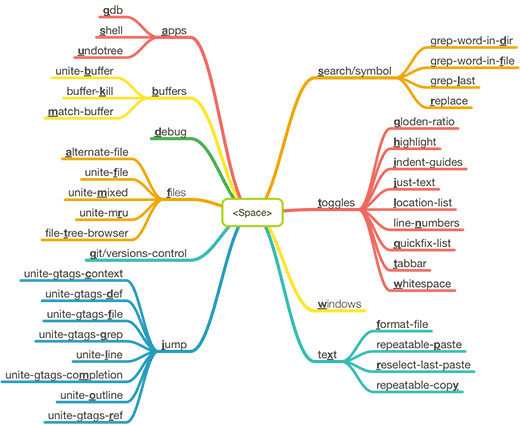 gdb
shell
undotree
apps
unite-buffer
buffer-kill
match-buffer
buffers
debug
alternate-file
unite-file
unite-mixed
unite-mru
file-tree-browser
files
git/versions-control
unite-gtags-context
unite-gtags-def
unite-gtags-file
unite-gtags-grep
unite-line
unite-gtags-completion
unite-outline
unite-gtags-ref
jump
<Space>
search/symbol
grep-word-in-dir
grep-word-in-file
grep-last
replace
toggles
gloden-ratio
highlight
indent-guides
just-text
location-list
line-numbers
quickfix-list
tabbar
whitespace
windows
text
format-file
repeatable-paste
reselect-last-paste
repeatable-copy